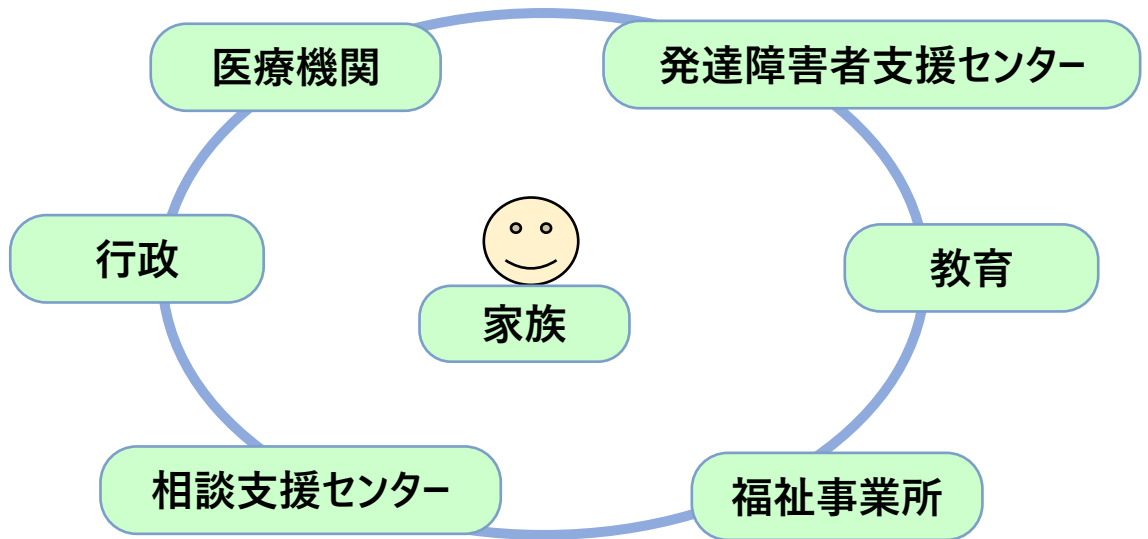 医療機関
発達障害者支援センター
行政
教育
家族
相談支援センター
福祉事業所